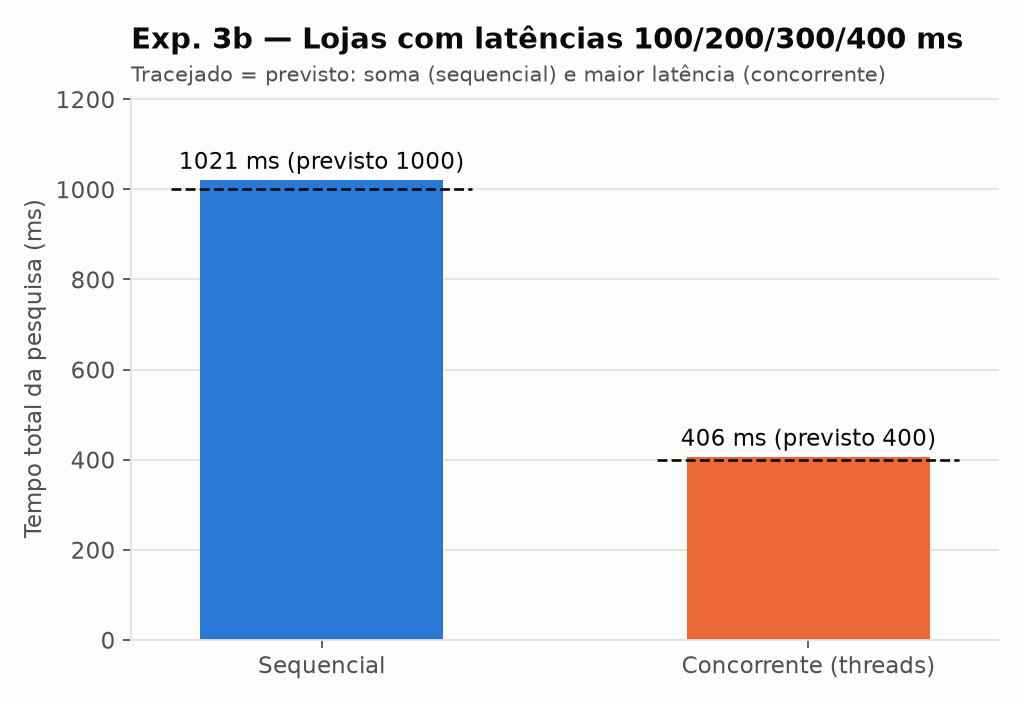 Exp. 3b — Lojas com latências 100/200/300/400 ms
Tracejado = previsto: soma (sequencial) e maior latência (concorrente)
Tempo total da pesquisa (ms)
1200
1000
800
600
400
200
0
1021 ms (previsto 1000)
406 ms (previsto 400)
Sequencial
Concorrente (threads)